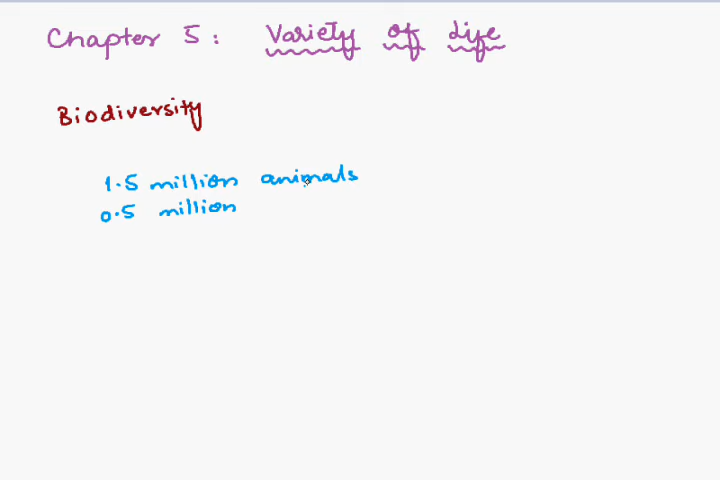 Chapter 5: Variety of life
Biodiversity
1.5 million animals
0.5 million